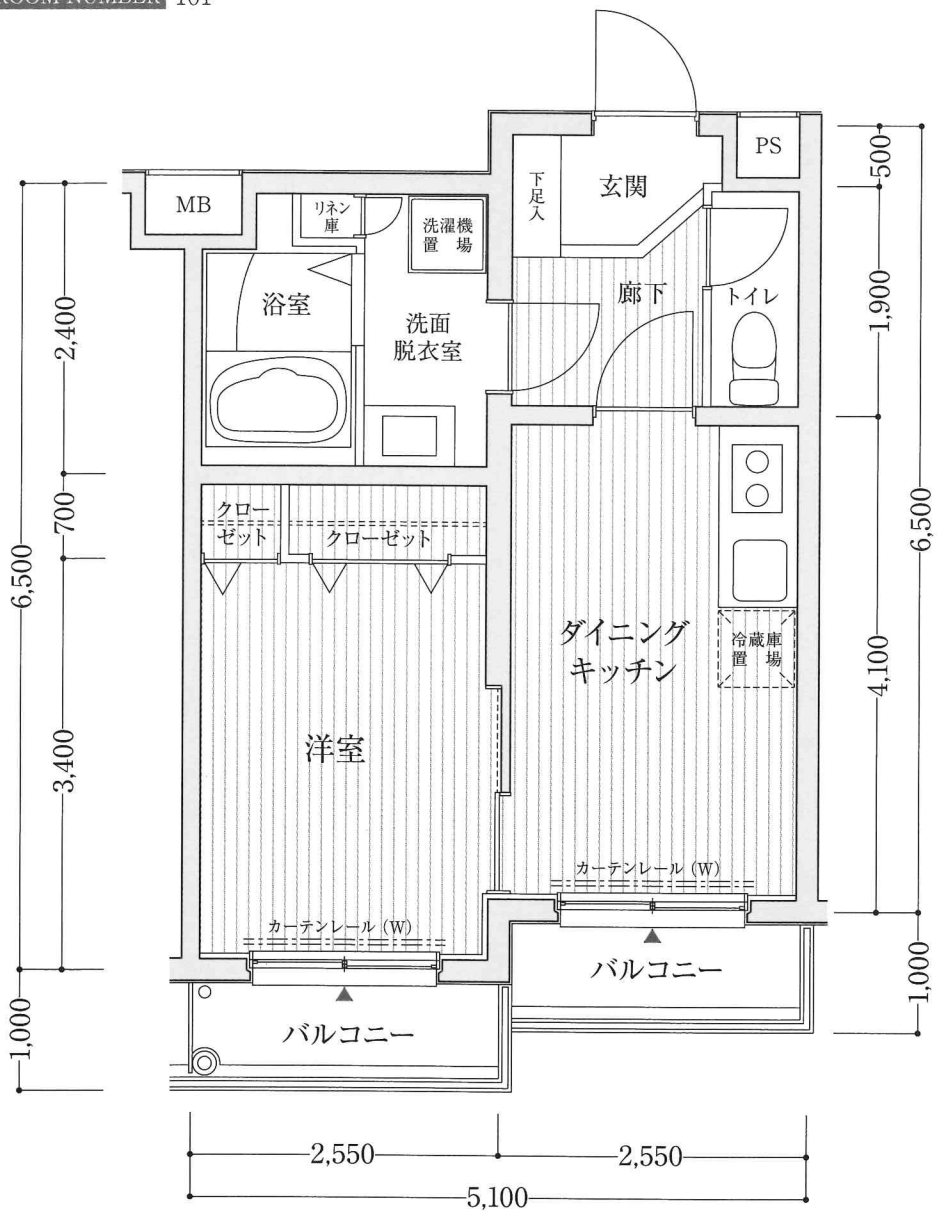 ROOM NUMBER 101
PS
MB
リネン
庫
洗濯機
置 場
下足入
玄関
浴室
洗面
脱衣室
廊下
トイレ
クロー
ゼット
クローゼット
ダイニング
キッチン
冷蔵庫
置 場
洋室
カーテンレール (W)
カーテンレール (W)
バルコニー
バルコニー
6,500
2,400
700
3,400
1,000
500
1,900
4,100
6,500
1,000
2,550
2,550
5,100